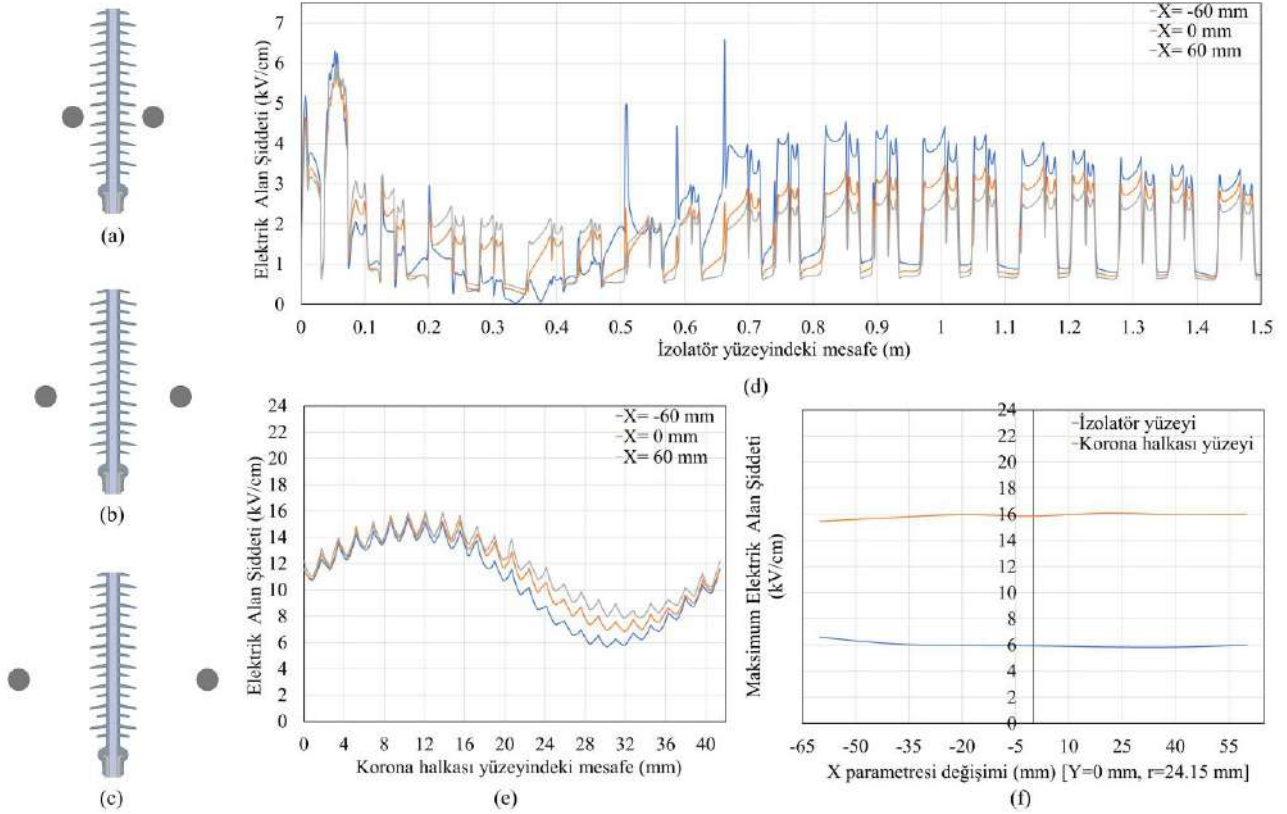 (a)
(b)
(c)
Elektrik Alan Şiddeti (kV/cm)
7
6
5
4
3
2
1
0
X= -60 mm
X= 0 mm
X= 60 mm
0 0.1 0.2 0.3 0.4 0.5 0.6 0.7 0.8 0.9 1 1.1 1.2 1.3 1.4 1.5
İzolatör yüzeyindeki mesafe (m)
(d)
Elektrik Alan Şiddeti (kV/cm)
24
22
20
18
16
14
12
10
8
6
4
2
0
X= -60 mm
X= 0 mm
X= 60 mm
0 4 8 12 16 20 24 28 32 36 40
Korona halkası yüzeyindeki mesafe (mm)
(e)
Maksimum Elektrik Alan Şiddeti
(kV/cm)
24
22
20
18
16
14
12
10
8
6
4
2
0
İzolatör yüzeyi
Korona halkası yüzeyi
-65 -50 -35 -20 -5 10 25 40 55
X parametresi değişimi (mm) [Y=0 mm, r=24.15 mm]
(f)